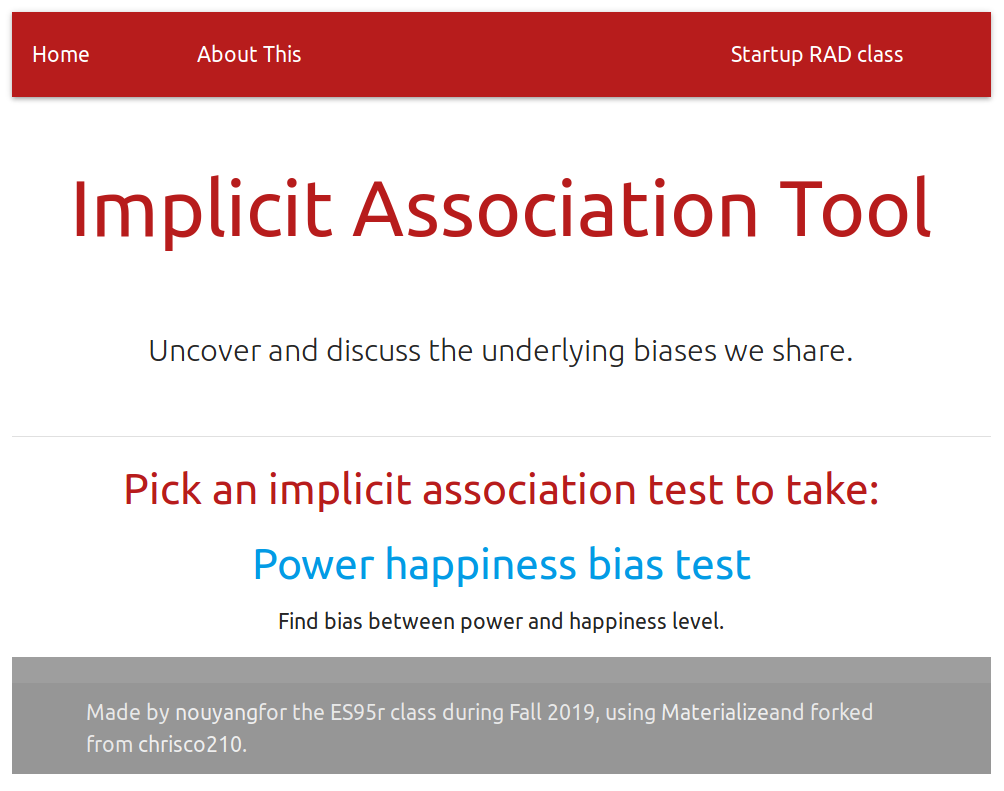 Home About This Startup RAD class
Implicit Association Tool
Uncover and discuss the underlying biases we share.
Pick an implicit association test to take:
Power happiness bias test
Find bias between power and happiness level.
Made by nouyangfor the ES95r class during Fall 2019, using Materializeand forked
from chrisco210.